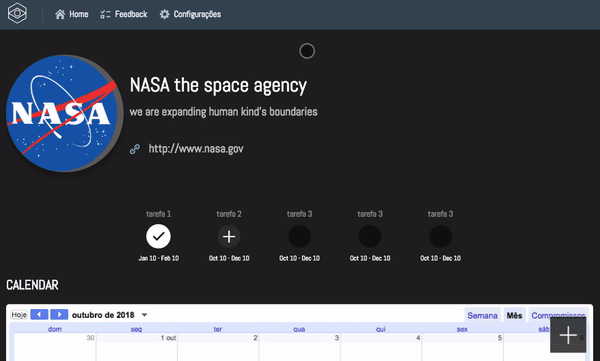 Home Feedback Configurações
NASA
NASA the space agency
we are expanding human kind's boundaries
http://www.nasa.gov
tarefa 1 tarefa 2 tarefa 3 tarefa 3 tarefa 3
Jan 10 - Feb 10 Oct 10 - Dec 10 Oct 10 - Dec 10 Oct 10 - Dec 10 Oct 10 - Dec 10
CALENDAR
Hoje outubro de 2018 Semana Mês Compromissos
dom seg ter qua qui sex
30 1 out 2 3 4 5